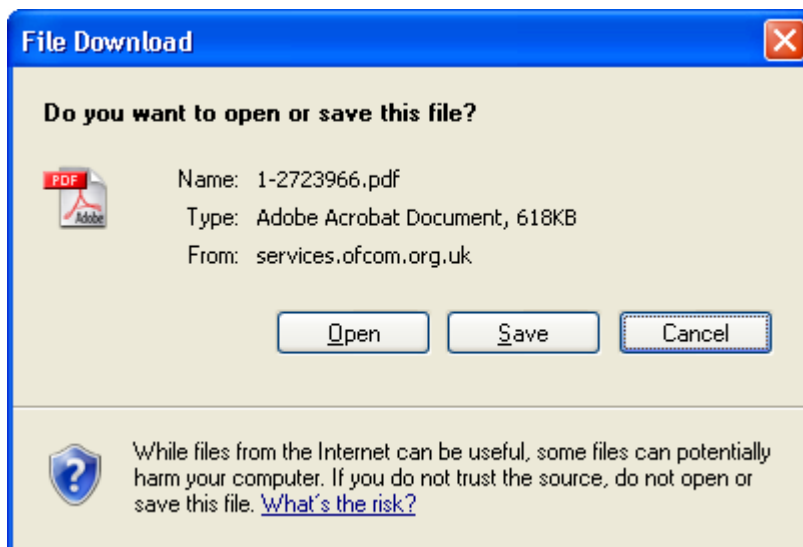 File Download
Do you want to open or save this file?
PDF
Adobe
Name: 1-2723966.pdf
Type: Adobe Acrobat Document, 618KB
From: services.ofcom.org.uk
Open Save Cancel
While files from the Internet can be useful, some files can potentially
harm your computer. If you do not trust the source, do not open or
save this file. What's the risk?